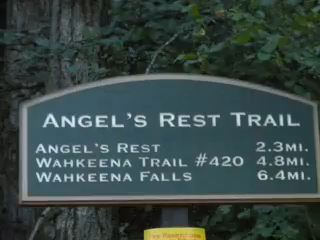 ANGEL'S REST TRAIL
ANGEL'S REST 2.3MI.
WAHKEENA TRAIL #420 4.8MI.
WAHKEENA FALLS 6.4MI.